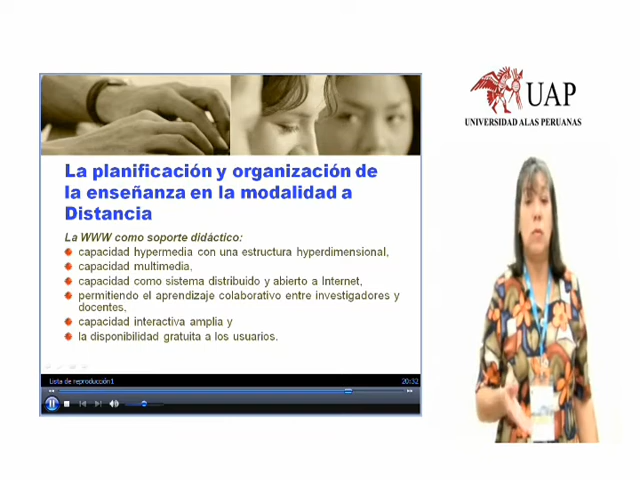 UAP
UNIVERSIDAD ALAS PERUANAS
La planificación y organización de
la enseñanza en la modalidad a
Distancia
La WWW como soporte didáctico:
capacidad hypermedia con una estructura hyperdimensional,
capacidad multimedia,
capacidad como sistema distribuido y abierto a Internet,
permitiendo el aprendizaje colaborativo entre investigadores y
docentes,
capacidad interactiva amplia y
la disponibilidad gratuita a los usuarios.
Lista de reproducción1
20:32